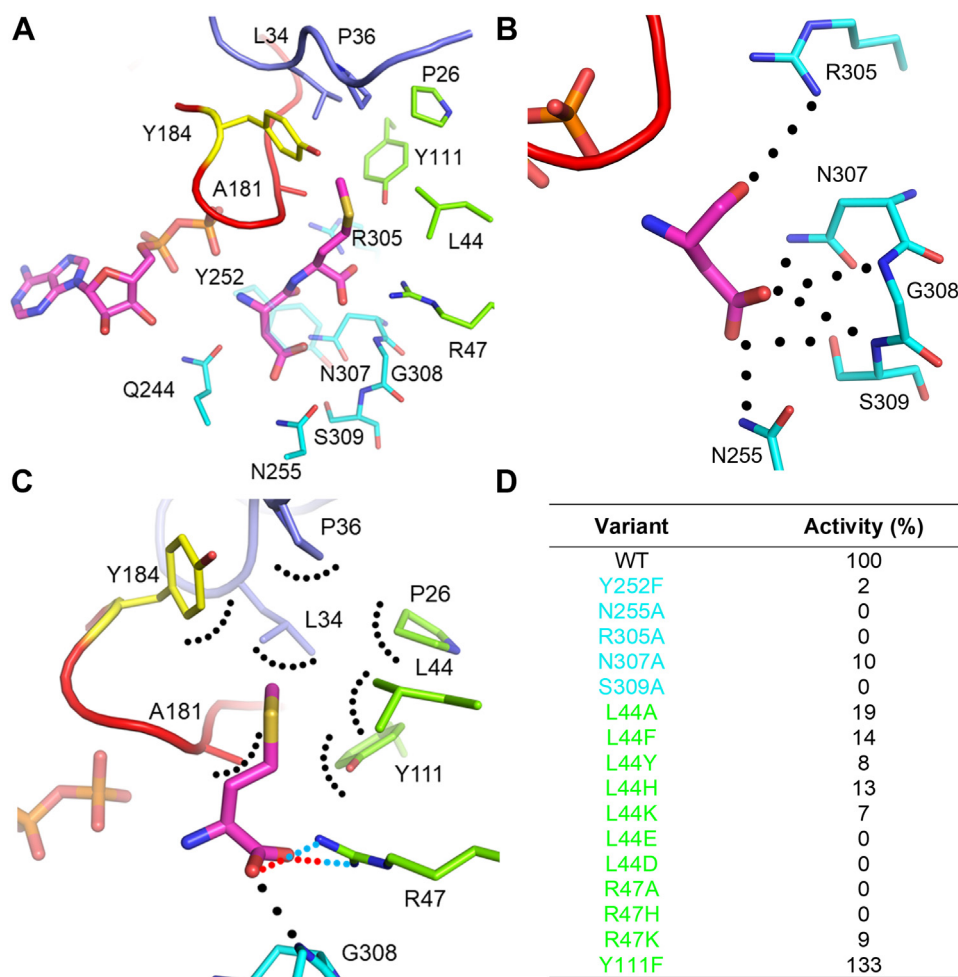 A
L34
P36
P26
Y184
Y111
A181
R305
L44
Y252
R47
Q244
N307
G308
S309
N255
B
R305
N307
G308
S309
N255
C
P36
Y184
P26
L34
L44
A181
Y111
R47
G308
D
Variant Activity (%)
WT 100
Y252F 2
N255A 0
R305A 0
N307A 10
S309A 0
L44A 19
L44F 14
L44Y 8
L44H 13
L44K 7
L44E 0
L44D 0
R47A 0
R47H 0
R47K 9
Y111F 133